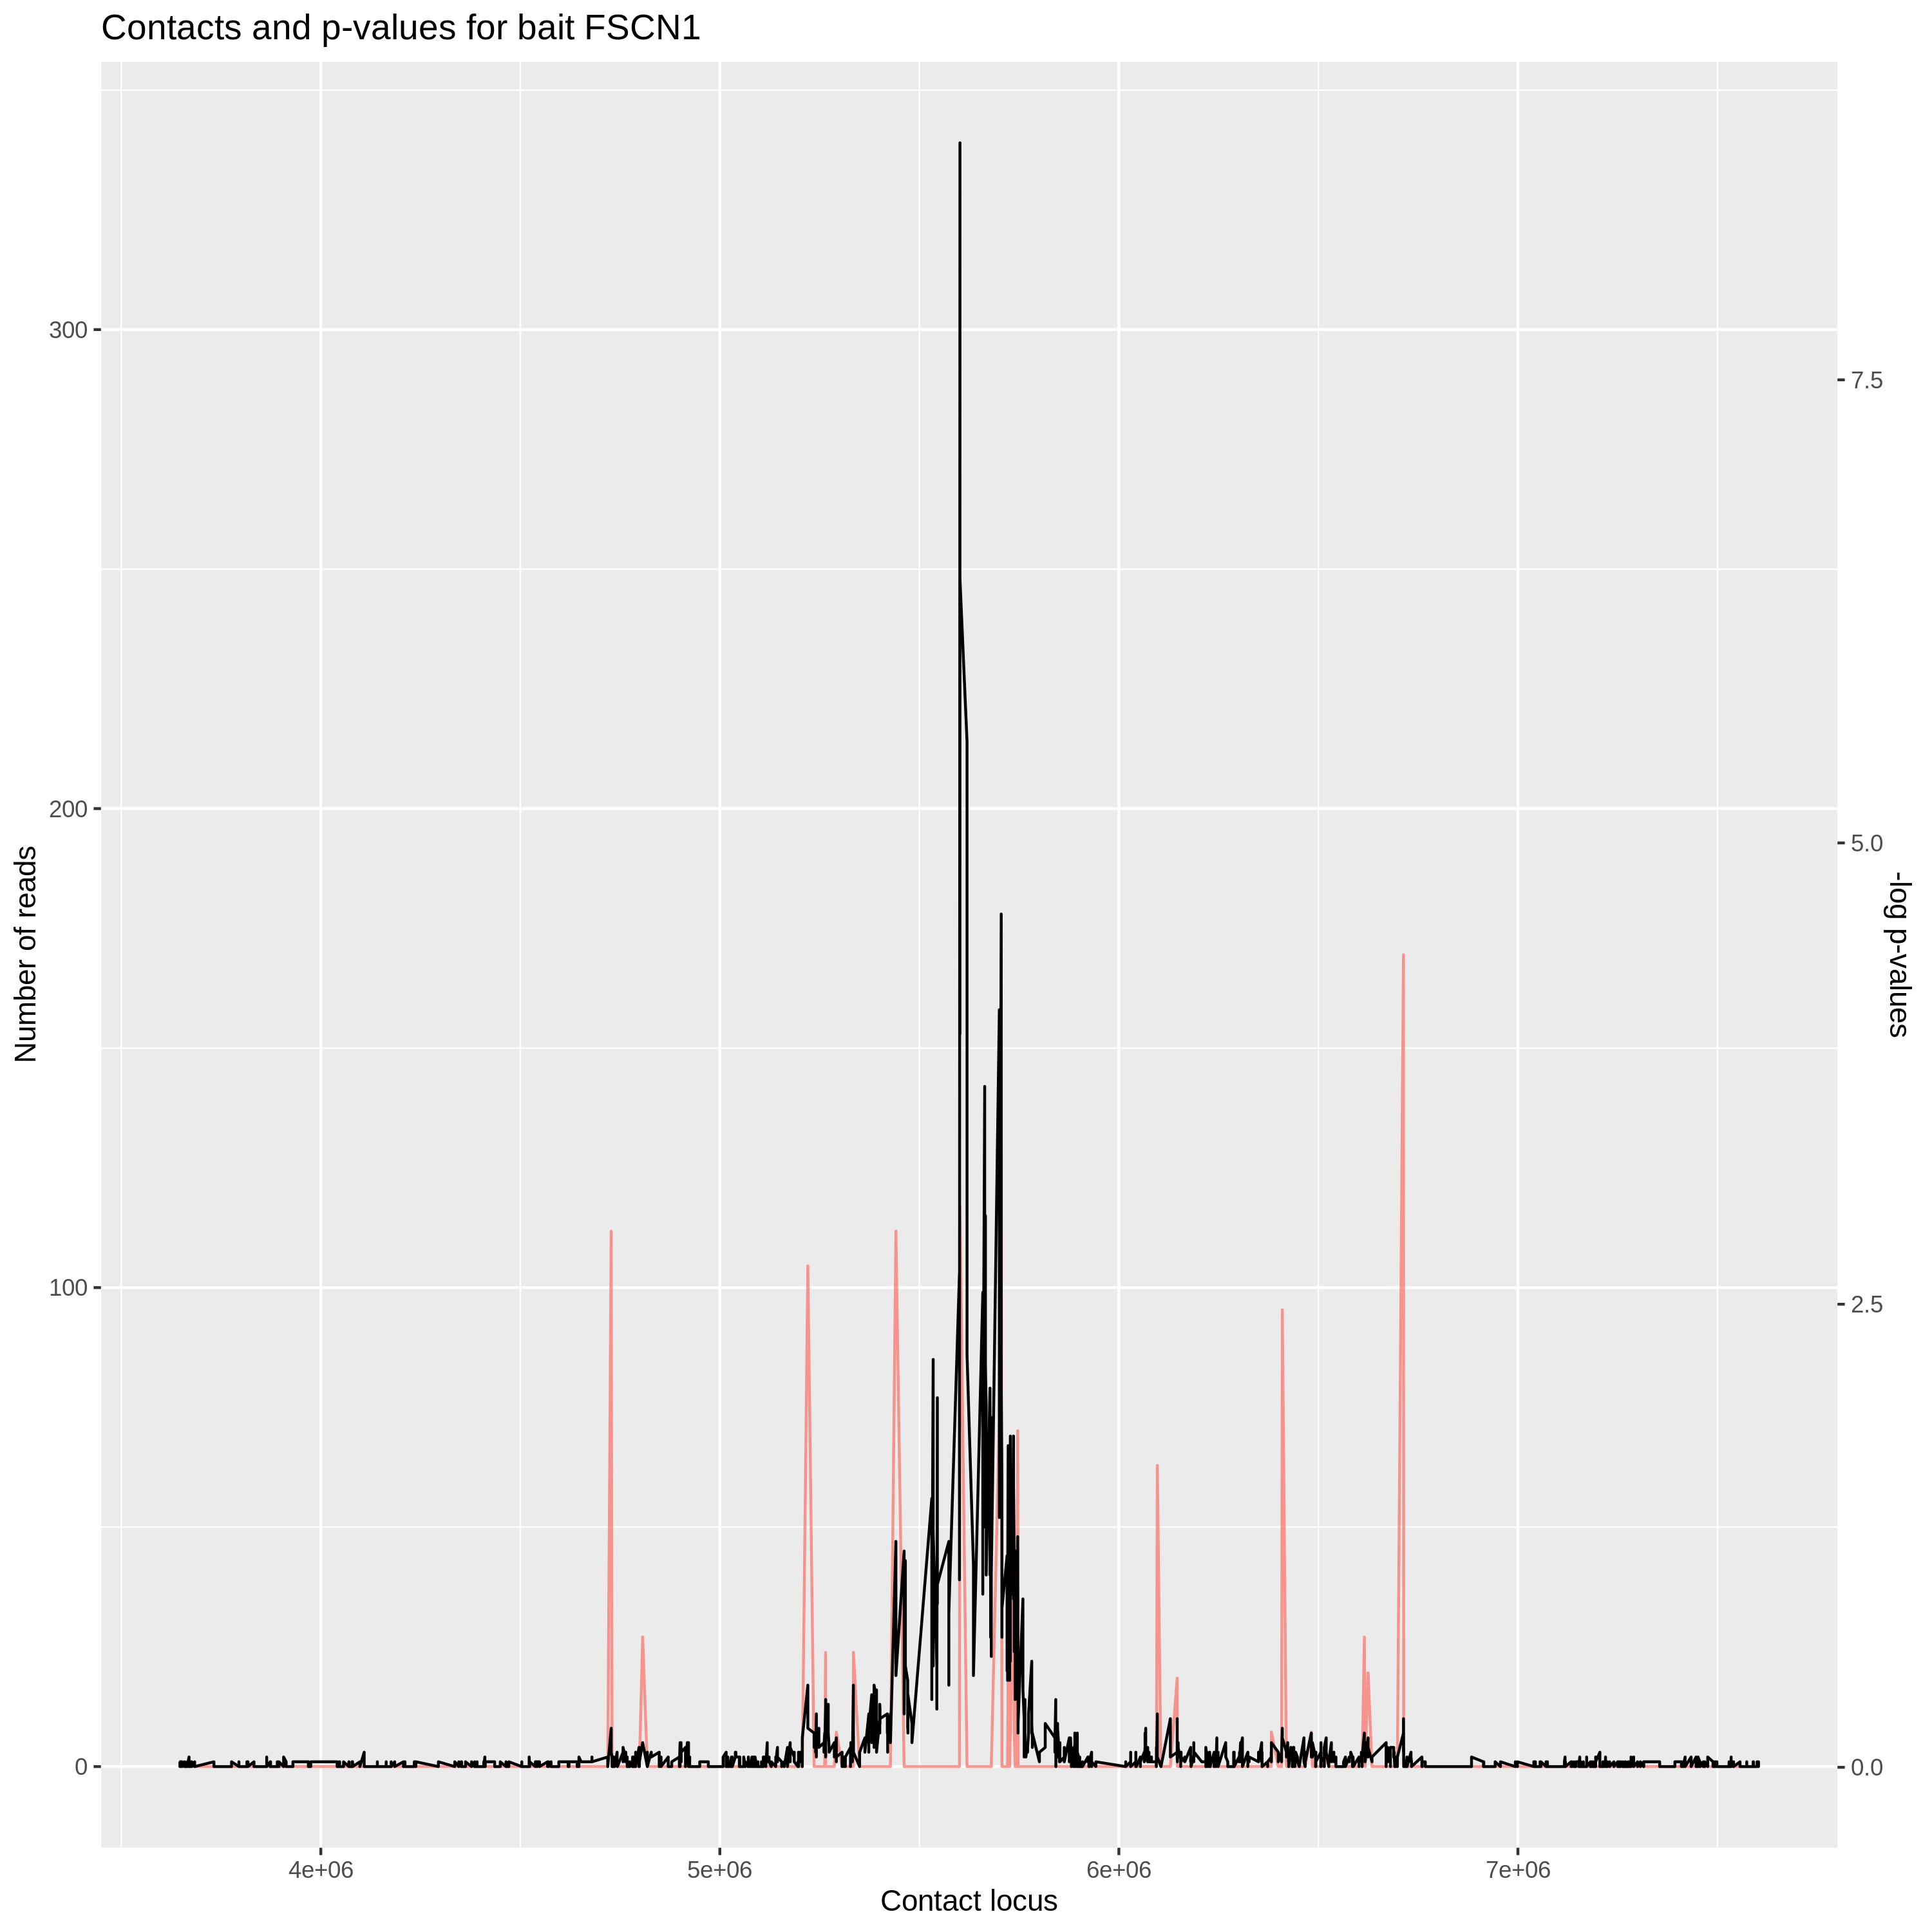 Contacts and p-values for bait FSCN1
300
200
100
0
Number of reads
7.5
5.0
2.5
0.0
-log p-values
4e+06
5e+06
6e+06
7e+06
Contact locus